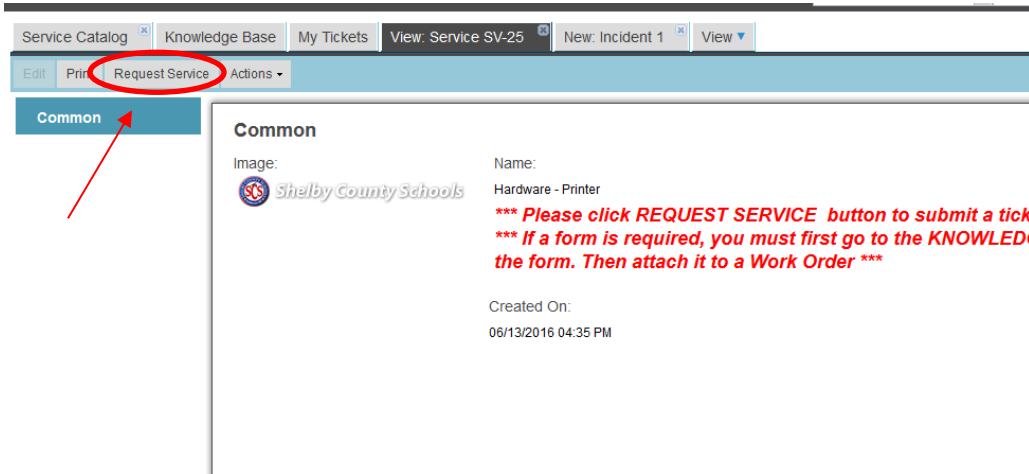 Service Catalog Knowledge Base My Tickets View: Service SV-25 New: Incident 1 View
Edit Print Request Service Actions
Common
Common
Image: Name:
SCS Shelby County Schools Hardware - Printer
*** Please click REQUEST SERVICE button to submit a tick
*** If a form is required, you must first go to the KNOWLED
the form. Then attach it to a Work Order ***
Created On:
06/13/2016 04:35 PM